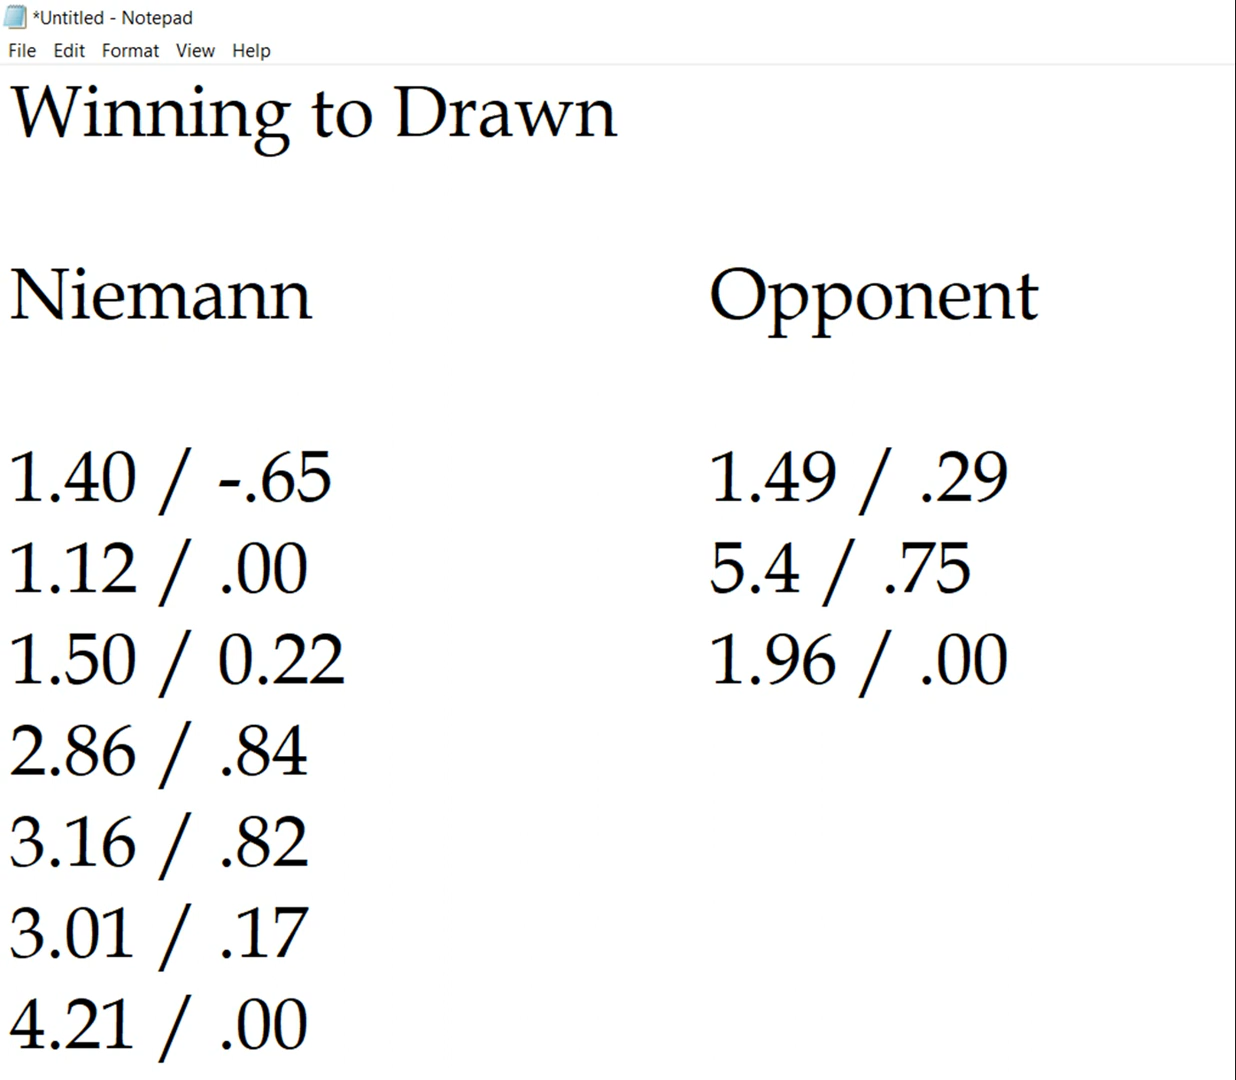 *Untitled - Notepad
File Edit Format View Help
Winning to Drawn
Niemann Opponent
1.40 / -.65 1.49 / .29
1.12 / .00 5.4 / .75
1.50 / 0.22 1.96 / .00
2.86 / .84
3.16 / .82
3.01 / .17
4.21 / .00